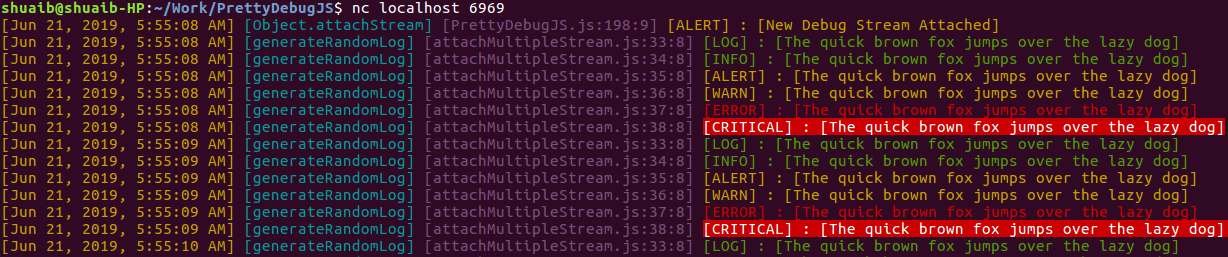 shuaib@shuaib-HP:~/Work/PrettyDebugJS$ nc localhost 6969
[Jun 21, 2019, 5:55:08 AM] [Object.attachStream] [PrettyDebugJS.js:198:9] [ALERT] : [New Debug Stream Attached]
[Jun 21, 2019, 5:55:08 AM] [generateRandomLog] [attachMultipleStream.js:33:8] [LOG] : [The quick brown fox jumps over the lazy dog]
[Jun 21, 2019, 5:55:08 AM] [generateRandomLog] [attachMultipleStream.js:34:8] [INFO] : [The quick brown fox jumps over the lazy dog]
[Jun 21, 2019, 5:55:08 AM] [generateRandomLog] [attachMultipleStream.js:35:8] [ALERT] : [The quick brown fox jumps over the lazy dog]
[Jun 21, 2019, 5:55:08 AM] [generateRandomLog] [attachMultipleStream.js:36:8] [WARN] : [The quick brown fox jumps over the lazy dog]
[Jun 21, 2019, 5:55:08 AM] [generateRandomLog] [attachMultipleStream.js:37:8] [ERROR] : [The quick brown fox jumps over the lazy dog]
[Jun 21, 2019, 5:55:08 AM] [generateRandomLog] [attachMultipleStream.js:38:8] [CRITICAL] : [The quick brown fox jumps over the lazy dog]
[Jun 21, 2019, 5:55:09 AM] [generateRandomLog] [attachMultipleStream.js:33:8] [LOG] : [The quick brown fox jumps over the lazy dog]
[Jun 21, 2019, 5:55:09 AM] [generateRandomLog] [attachMultipleStream.js:34:8] [INFO] : [The quick brown fox jumps over the lazy dog]
[Jun 21, 2019, 5:55:09 AM] [generateRandomLog] [attachMultipleStream.js:35:8] [ALERT] : [The quick brown fox jumps over the lazy dog]
[Jun 21, 2019, 5:55:09 AM] [generateRandomLog] [attachMultipleStream.js:36:8] [WARN] : [The quick brown fox jumps over the lazy dog]
[Jun 21, 2019, 5:55:09 AM] [generateRandomLog] [attachMultipleStream.js:37:8] [ERROR] : [The quick brown fox jumps over the lazy dog]
[Jun 21, 2019, 5:55:09 AM] [generateRandomLog] [attachMultipleStream.js:38:8] [CRITICAL] : [The quick brown fox jumps over the lazy dog]
[Jun 21, 2019, 5:55:10 AM] [generateRandomLog] [attachMultipleStream.js:33:8] [LOG] : [The quick brown fox jumps over the lazy dog]